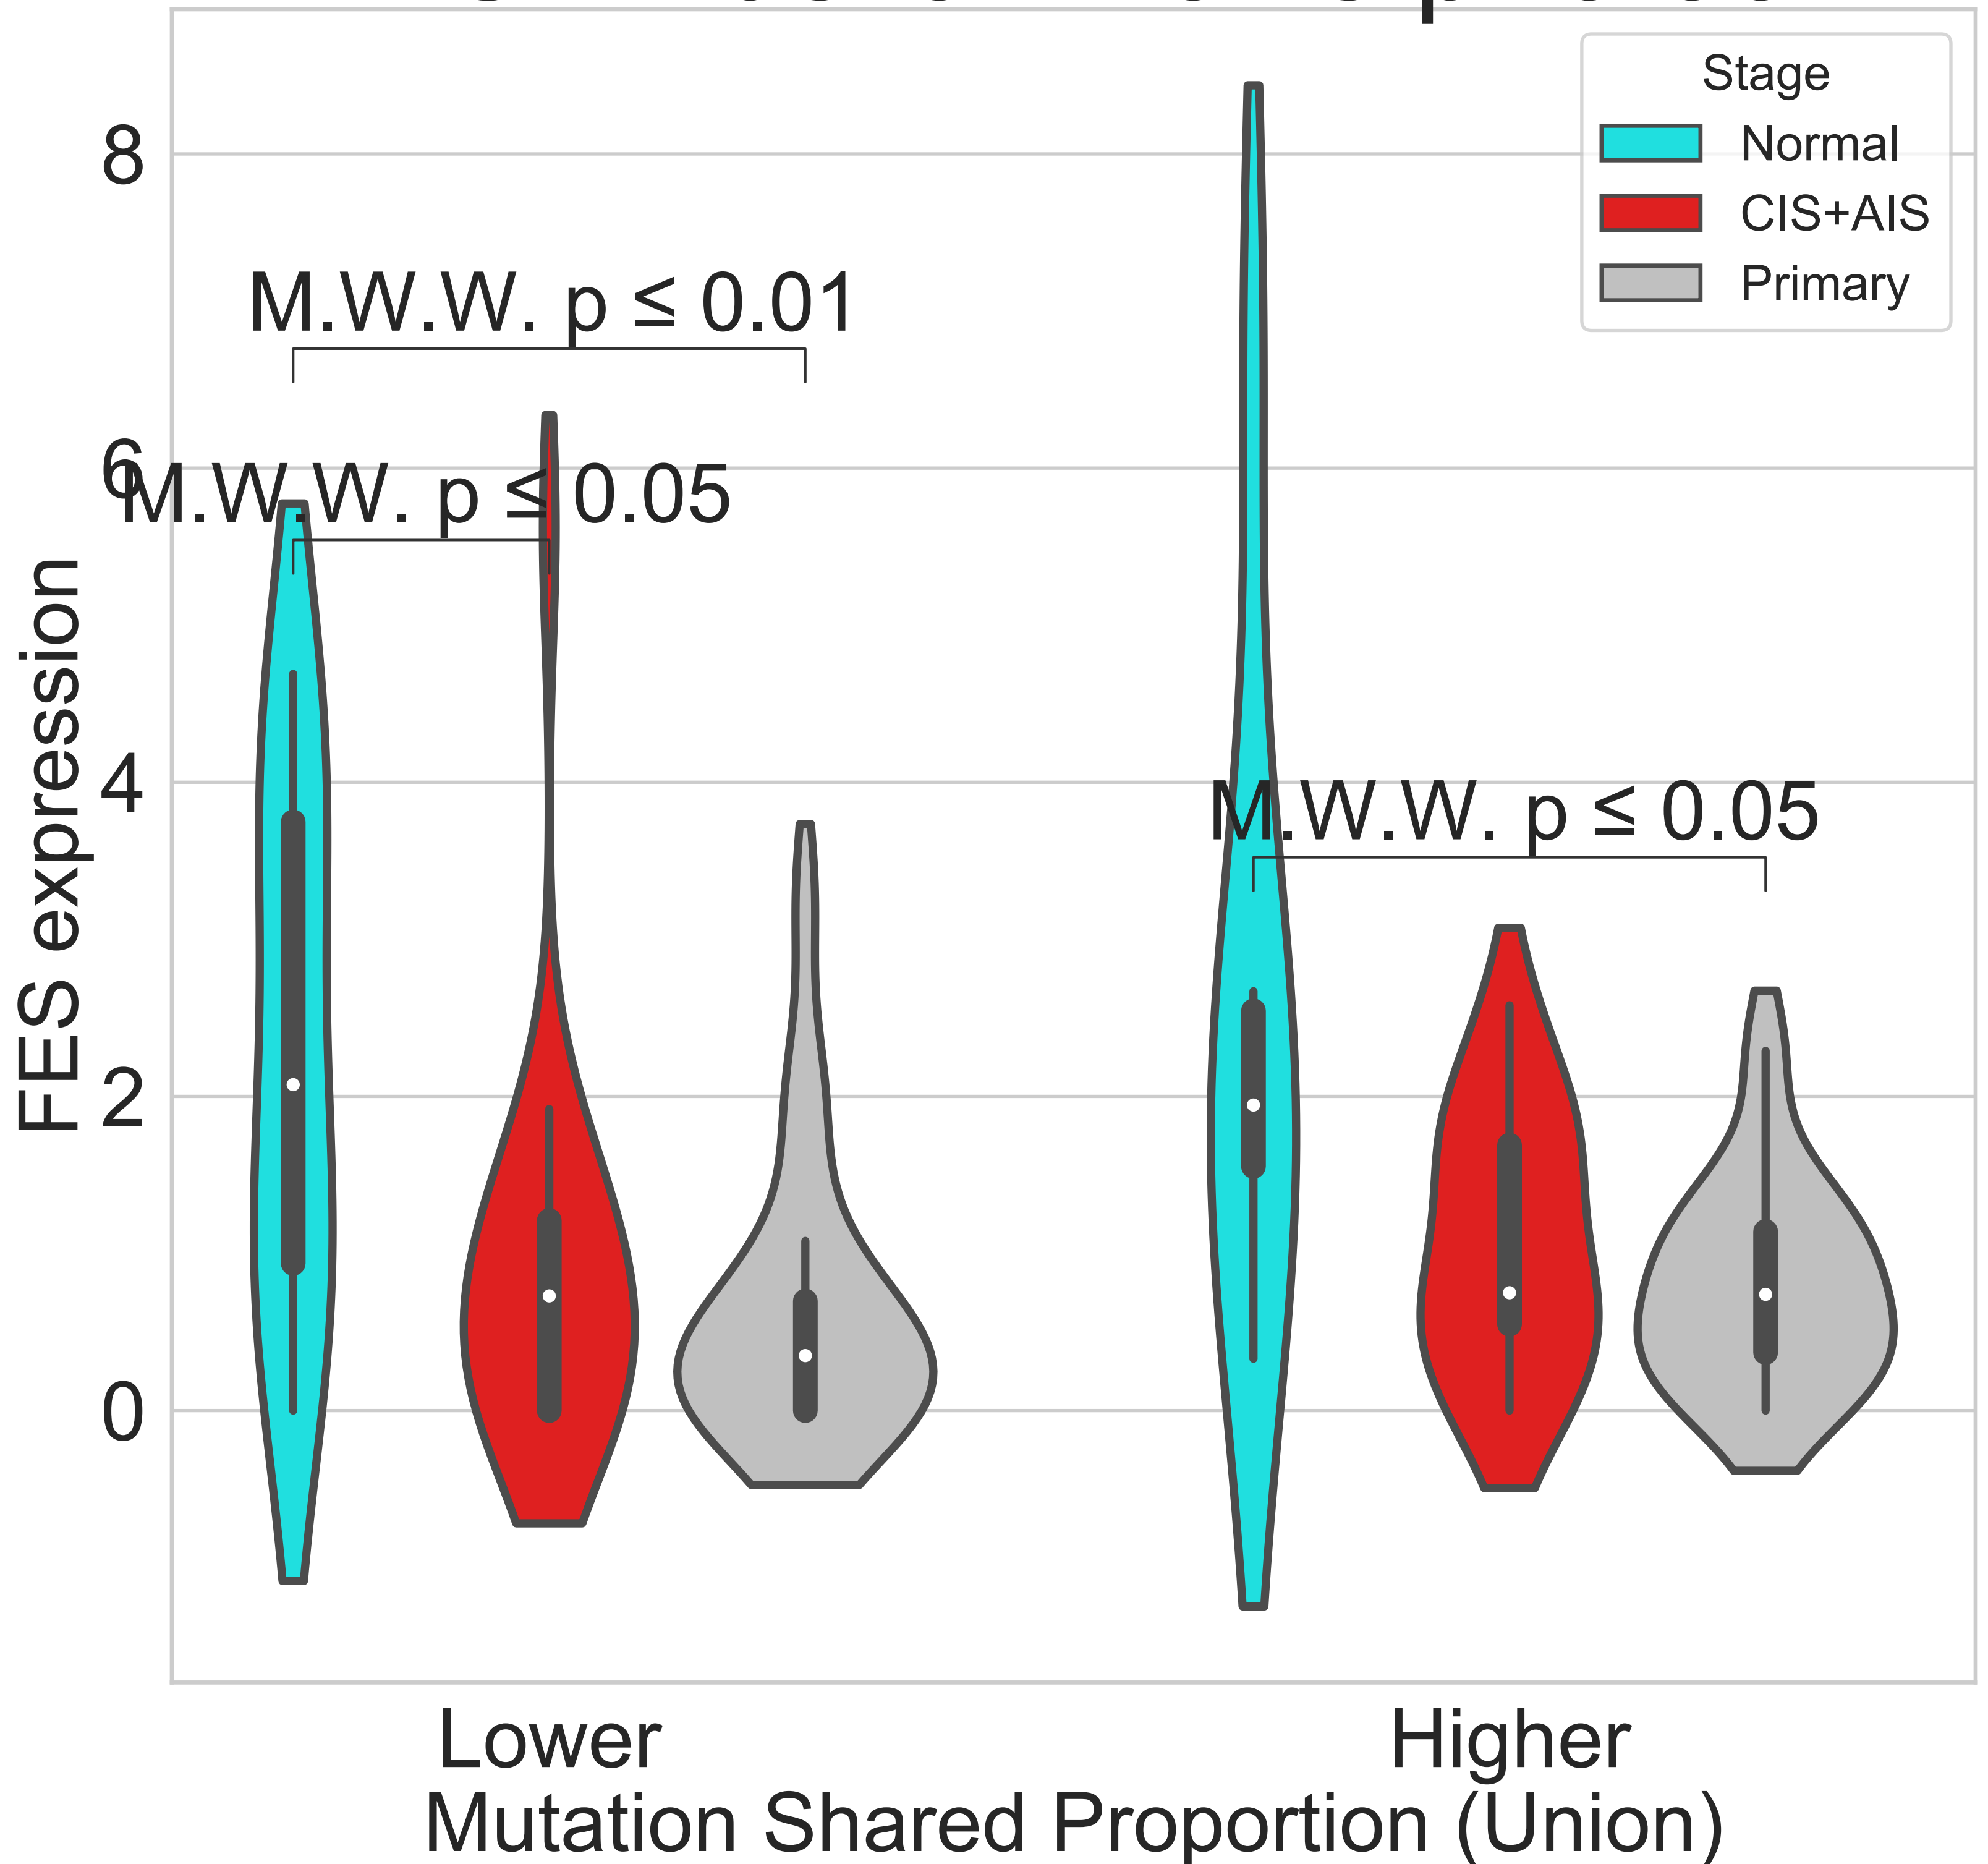 Stage
Normal
CIS+AIS
Primary
8
6
4
2
0
FES expression
M.W.W. p ≤ 0.01
M.W.W. p ≤ 0.05
M.W.W. p ≤ 0.05
Lower
Higher
Mutation Shared Proportion (Union)